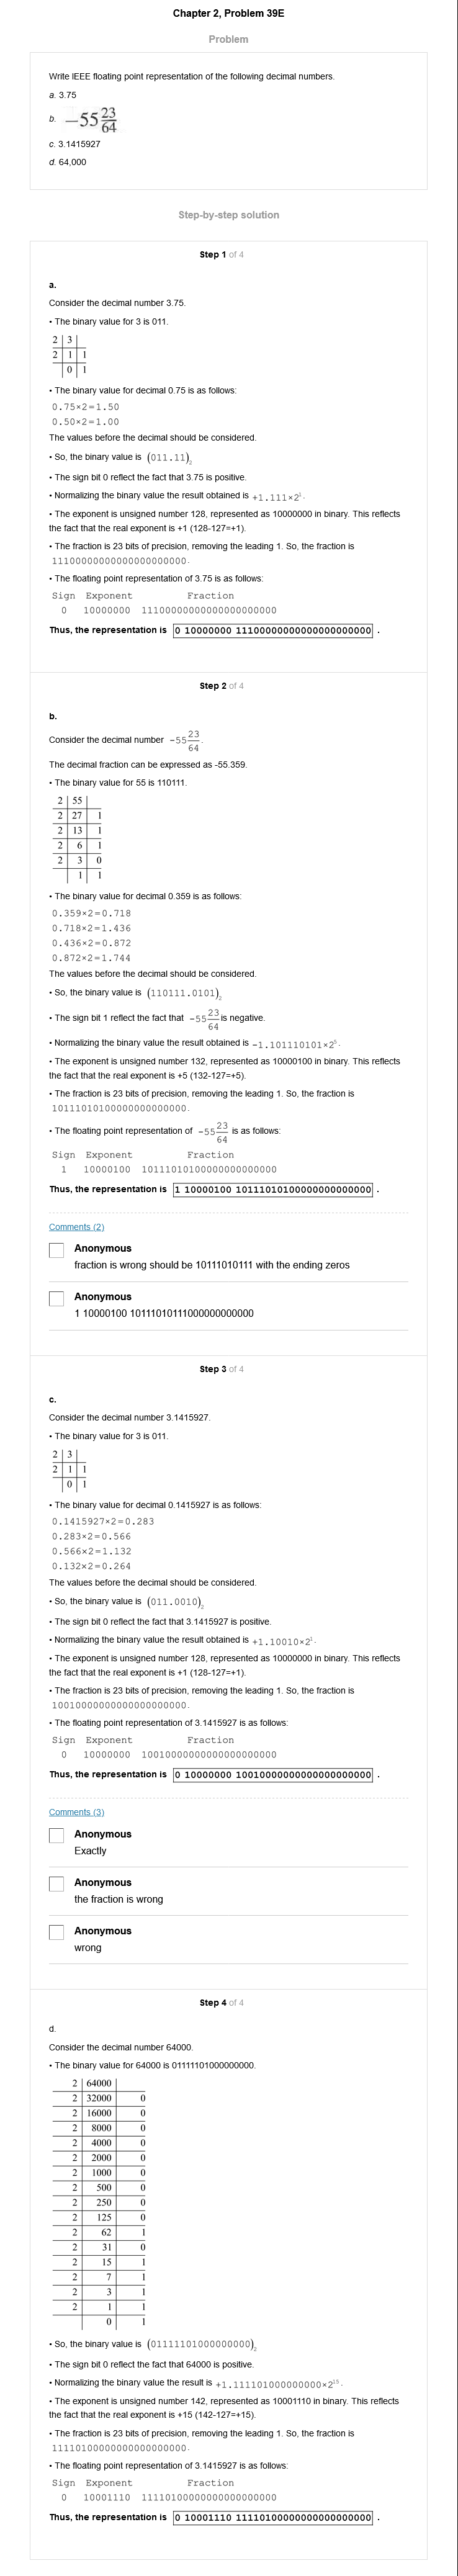 Chapter 2, Problem 39E
Problem
Write IEEE floating point representation of the following decimal numbers.
a. 3.75
b. −55 23/64
c. 3.1415927
d. 64,000
Step-by-step solution
Step 1 of 4
a.
Consider the decimal number 3.75.
• The binary value for 3 is 011.
2 | 3 |
2 | 1 | 1
| 0 | 1
• The binary value for decimal 0.75 is as follows:
0.75×2=1.50
0.50×2=1.00
The values before the decimal should be considered.
• So, the binary value is (011.11)₂
• The sign bit 0 reflect the fact that 3.75 is positive.
• Normalizing the binary value the result obtained is +1.111×2¹.
• The exponent is unsigned number 128, represented as 10000000 in binary. This reflects
the fact that the real exponent is +1 (128-127=+1).
• The fraction is 23 bits of precision, removing the leading 1. So, the fraction is
11100000000000000000000.
• The floating point representation of 3.75 is as follows:
Sign Exponent Fraction
0 10000000 11100000000000000000000
Thus, the representation is 0 10000000 11100000000000000000000 .
Step 2 of 4
b.
Consider the decimal number −55 23/64.
The decimal fraction can be expressed as -55.359.
• The binary value for 55 is 110111.
2 | 55 |
2 | 27 | 1
2 | 13 | 1
2 | 6 | 1
2 | 3 | 0
| 1 | 1
• The binary value for decimal 0.359 is as follows:
0.359×2=0.718
0.718×2=1.436
0.436×2=0.872
0.872×2=1.744
The values before the decimal should be considered.
• So, the binary value is (110111.0101)₂
• The sign bit 1 reflect the fact that −55 23/64 is negative.
• Normalizing the binary value the result obtained is −1.101110101×2⁵.
• The exponent is unsigned number 132, represented as 10000100 in binary. This reflects
the fact that the real exponent is +5 (132-127=+5).
• The fraction is 23 bits of precision, removing the leading 1. So, the fraction is
10111010100000000000000.
• The floating point representation of −55 23/64 is as follows:
Sign Exponent Fraction
1 10000100 10111010100000000000000
Thus, the representation is 1 10000100 10111010100000000000000 .
Comments (2)
Anonymous
fraction is wrong should be 10111010111 with the ending zeros
Anonymous
1 10000100 10111010111000000000000
Step 3 of 4
c.
Consider the decimal number 3.1415927.
• The binary value for 3 is 011.
2 | 3 |
2 | 1 | 1
| 0 | 1
• The binary value for decimal 0.1415927 is as follows:
0.1415927×2=0.283
0.283×2=0.566
0.566×2=1.132
0.132×2=0.264
The values before the decimal should be considered.
• So, the binary value is (011.0010)₂
• The sign bit 0 reflect the fact that 3.1415927 is positive.
• Normalizing the binary value the result obtained is +1.10010×2¹.
• The exponent is unsigned number 128, represented as 10000000 in binary. This reflects
the fact that the real exponent is +1 (128-127=+1).
• The fraction is 23 bits of precision, removing the leading 1. So, the fraction is
10010000000000000000000.
• The floating point representation of 3.1415927 is as follows:
Sign Exponent Fraction
0 10000000 10010000000000000000000
Thus, the representation is 0 10000000 10010000000000000000000 .
Comments (3)
Anonymous
Exactly
Anonymous
the fraction is wrong
Anonymous
wrong
Step 4 of 4
d.
Consider the decimal number 64000.
• The binary value for 64000 is 01111101000000000.
2 | 64000 |
2 | 32000 | 0
2 | 16000 | 0
2 | 8000 | 0
2 | 4000 | 0
2 | 2000 | 0
2 | 1000 | 0
2 | 500 | 0
2 | 250 | 0
2 | 125 | 0
2 | 62 | 1
2 | 31 | 0
2 | 15 | 1
2 | 7 | 1
2 | 3 | 1
2 | 1 | 1
| 0 | 1
• So, the binary value is (01111101000000000)₂
• The sign bit 0 reflect the fact that 64000 is positive.
• Normalizing the binary value the result is +1.111101000000000×2¹⁵.
• The exponent is unsigned number 142, represented as 10001110 in binary. This reflects
the fact that the real exponent is +15 (142-127=+15).
• The fraction is 23 bits of precision, removing the leading 1. So, the fraction is
11110100000000000000000.
• The floating point representation of 3.1415927 is as follows:
Sign Exponent Fraction
0 10001110 11110100000000000000000
Thus, the representation is 0 10001110 11110100000000000000000 .